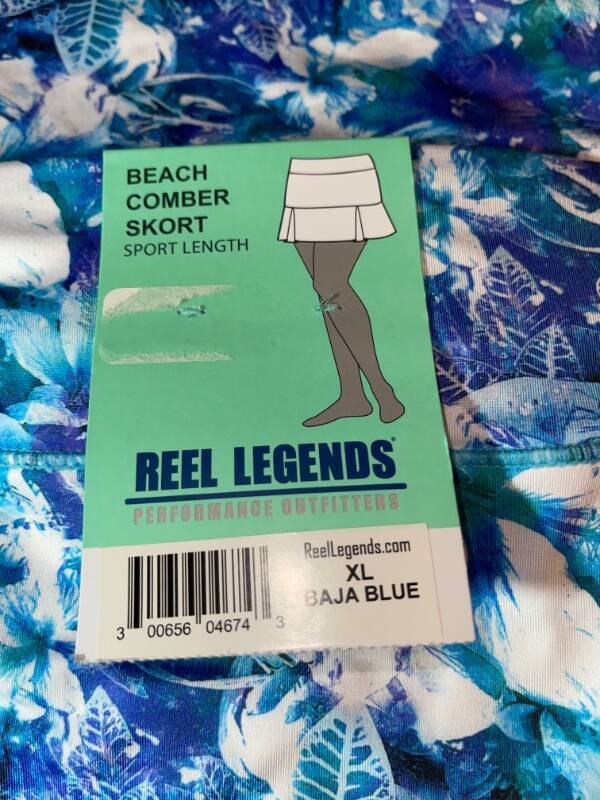 BEACH
COMBER
SKORT
SPORT LENGTH
REEL LEGENDS®
PERFORMANCE OUTFITTERS
ReelLegends.com
XL
BAJA BLUE
3 00656 04674 3